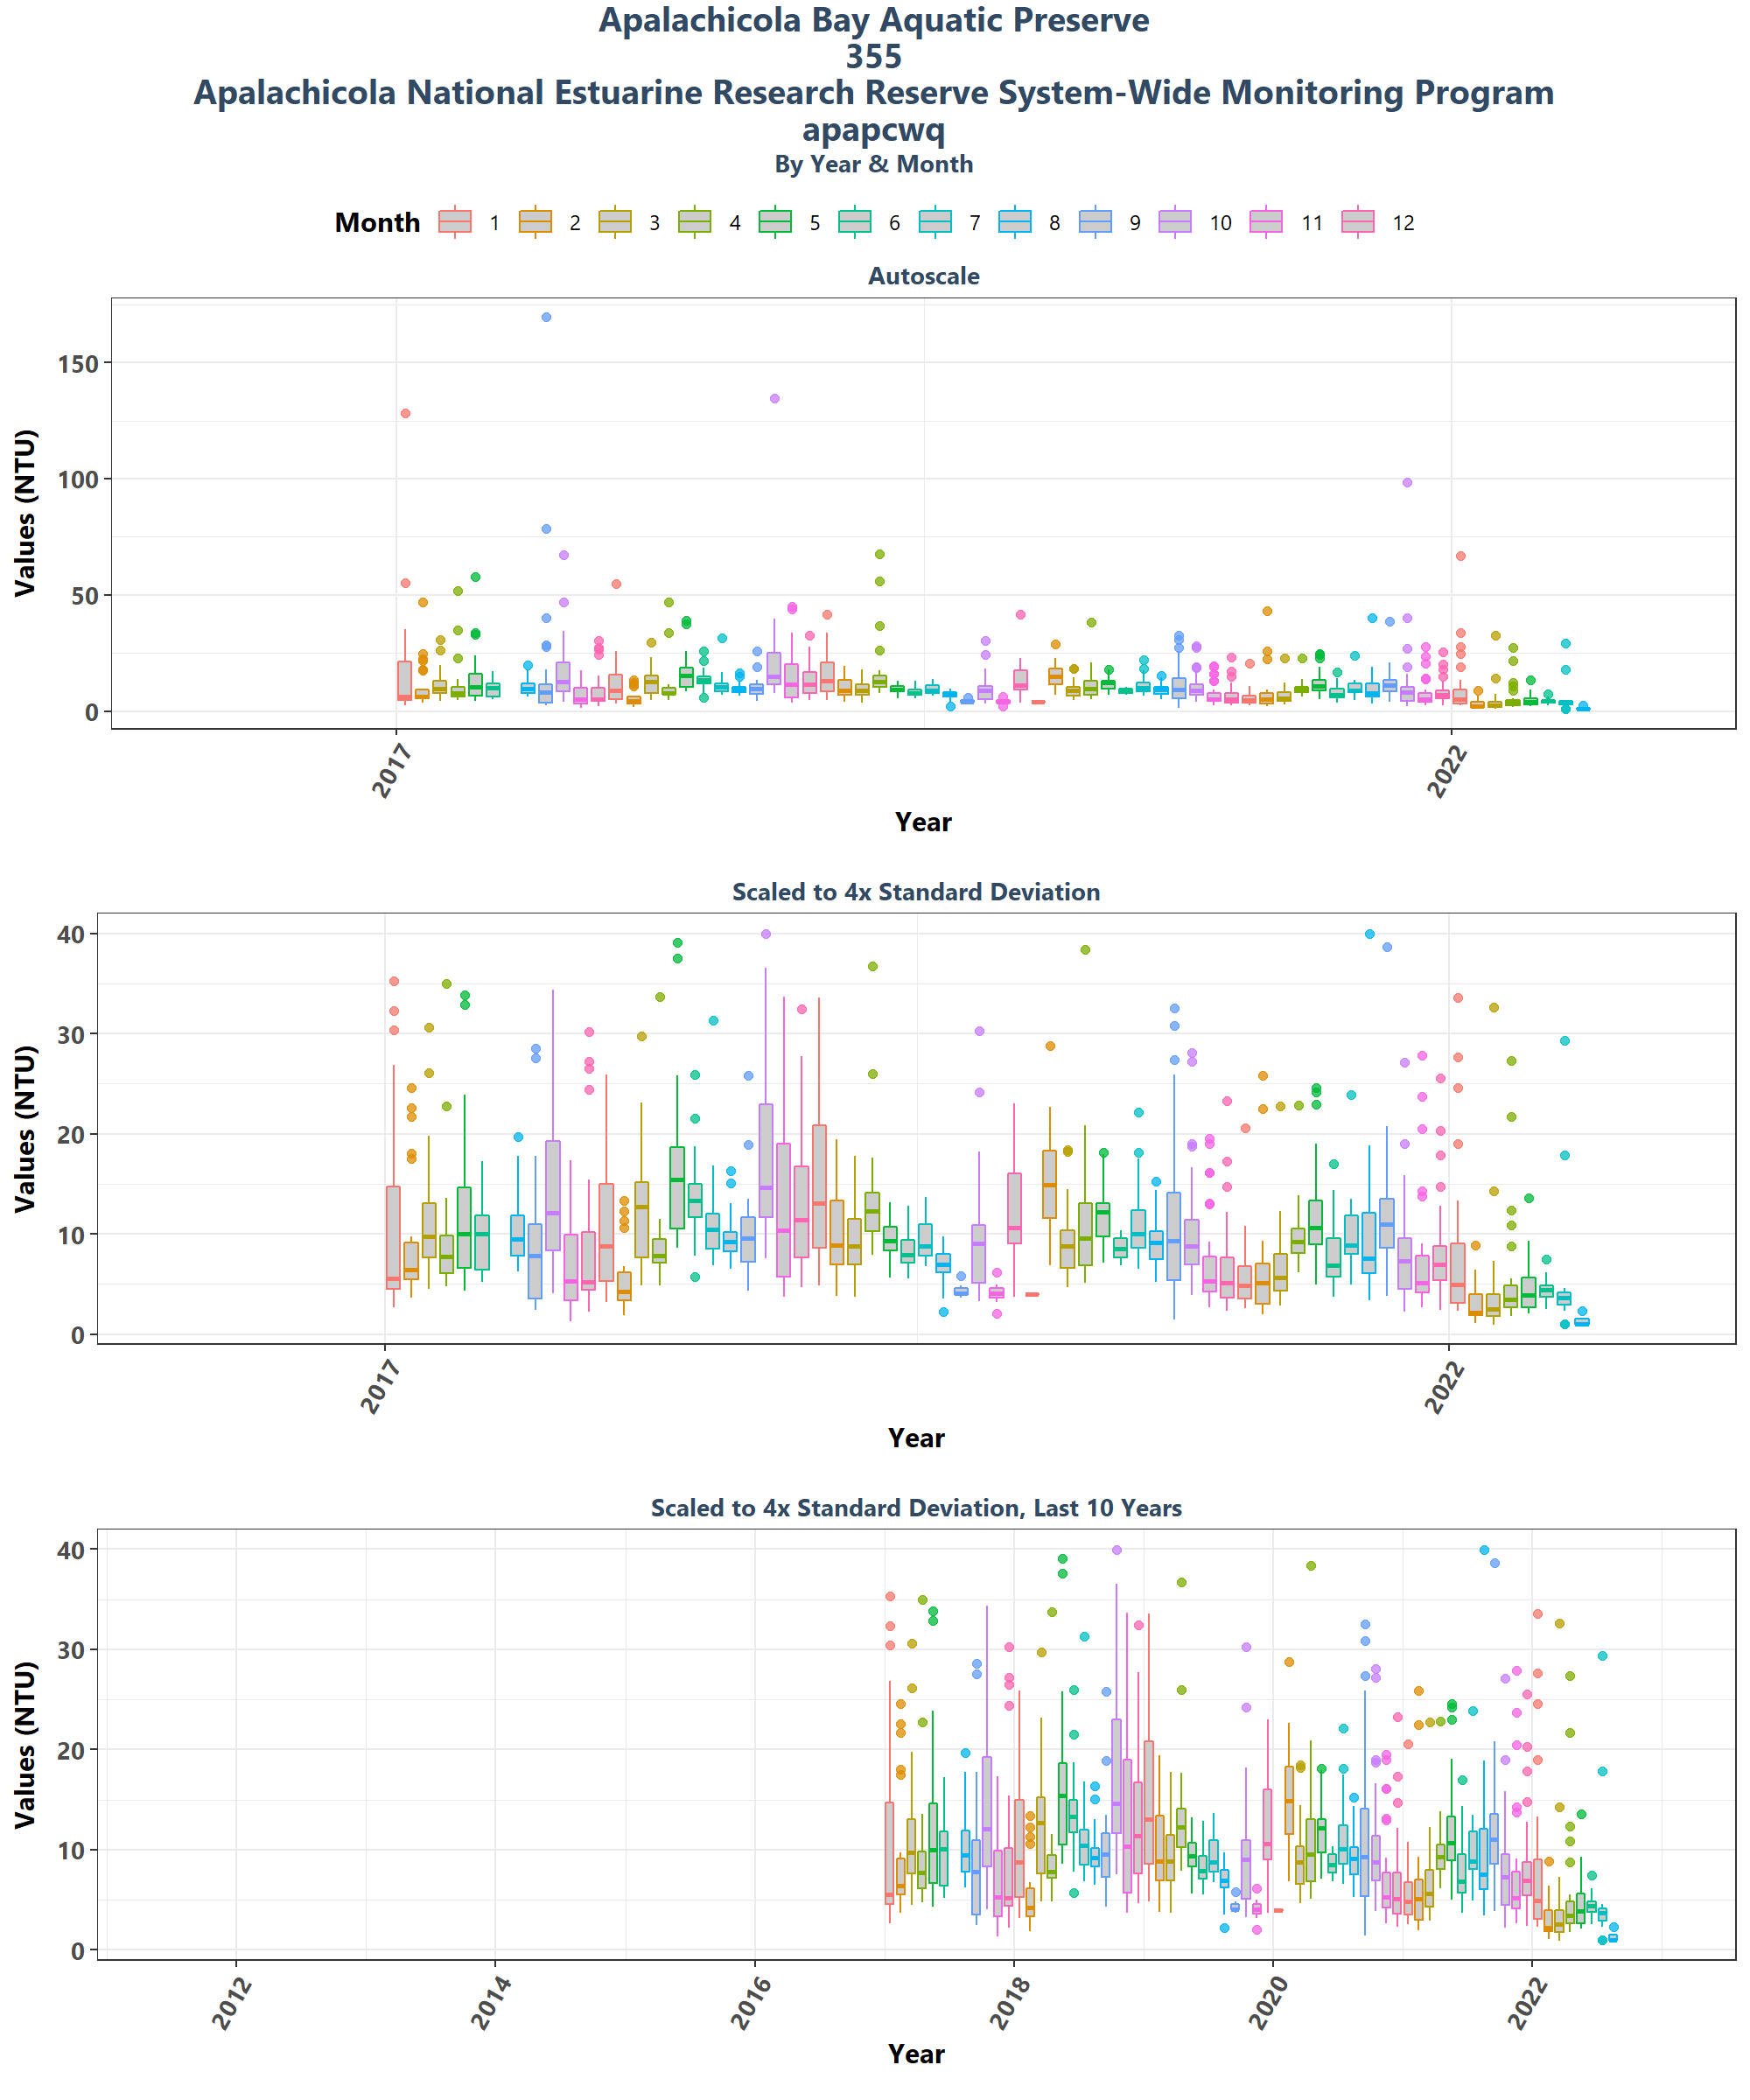 Apalachicola Bay Aquatic Preserve
355
Apalachicola National Estuarine Research Reserve System-Wide Monitoring Program
apapcwq
By Year & Month
Month 1 2 3 4 5 6 7 8 9 10 11 12
Autoscale
Values (NTU)
150
100
50
0
2017 2022
Year
Scaled to 4x Standard Deviation
Values (NTU)
40
30
20
10
0
2017 2022
Year
Scaled to 4x Standard Deviation, Last 10 Years
Values (NTU)
40
30
20
10
0
2012 2014 2016 2018 2020 2022
Year